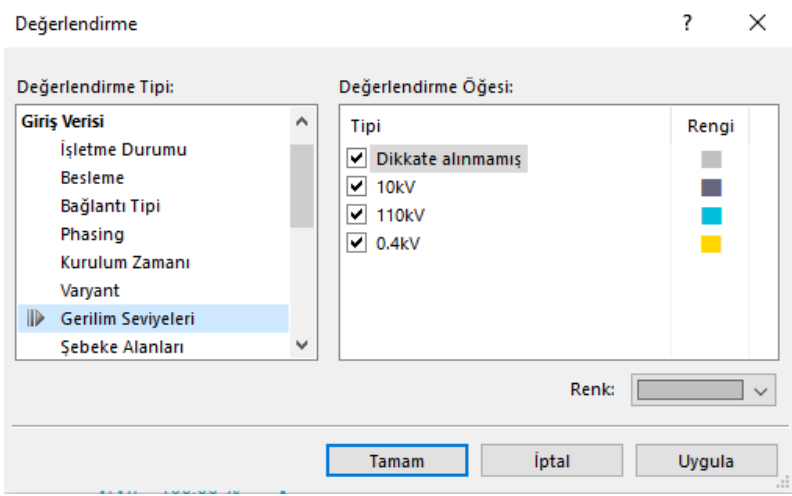 Değerlendirme ? ×
Değerlendirme Tipi:
Giriş Verisi
İşletme Durumu
Besleme
Bağlantı Tipi
Phasing
Kurulum Zamanı
Varyant
Gerilim Seviyeleri
Şebeke Alanları
Değerlendirme Öğesi:
Tipi Rengi
Dikkate alınmamış
10kV
110kV
0.4kV
Renk:
Tamam İptal Uygula